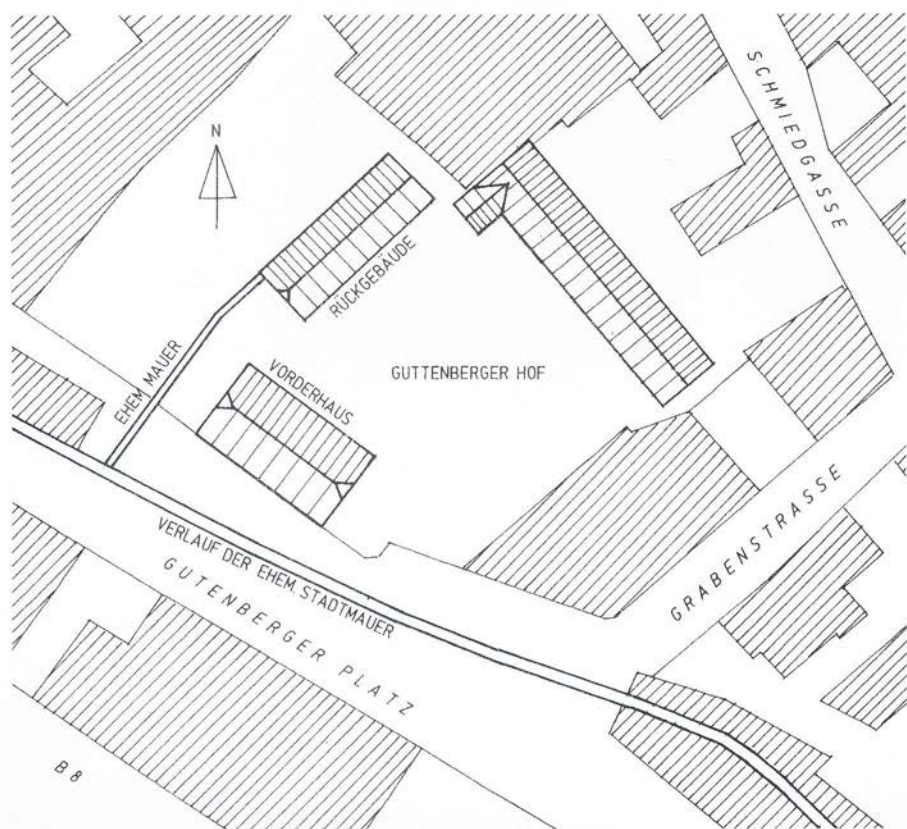 SCHMIEDGASSE
N
RÜCKGEBÄUDE
EHEM MAUER
VORDERHAUS
GUTTENBERGER HOF
GRABENSTRASSE
VERLAUF DER EHEM. STADTMAUER
GUTENBERGER PLATZ
B 8